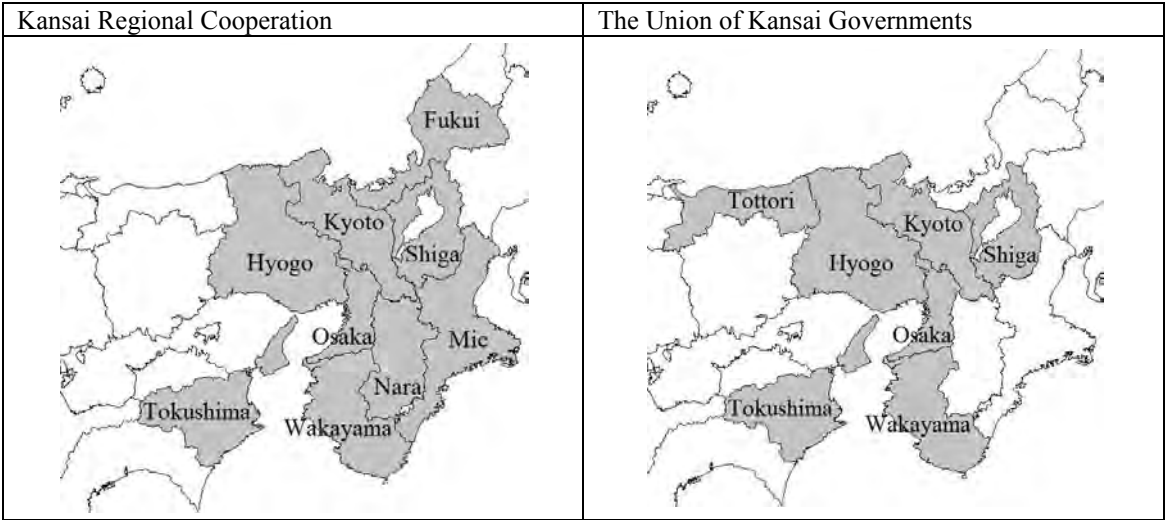 Kansai Regional Cooperation
The Union of Kansai Governments
Fukui
Kyoto
Shiga
Hyogo
Osaka
Mic
Nara
Tokushima
Wakayama
Tottori
Kyoto
Shiga
Hyogo
Osaka
Tokushima
Wakayama